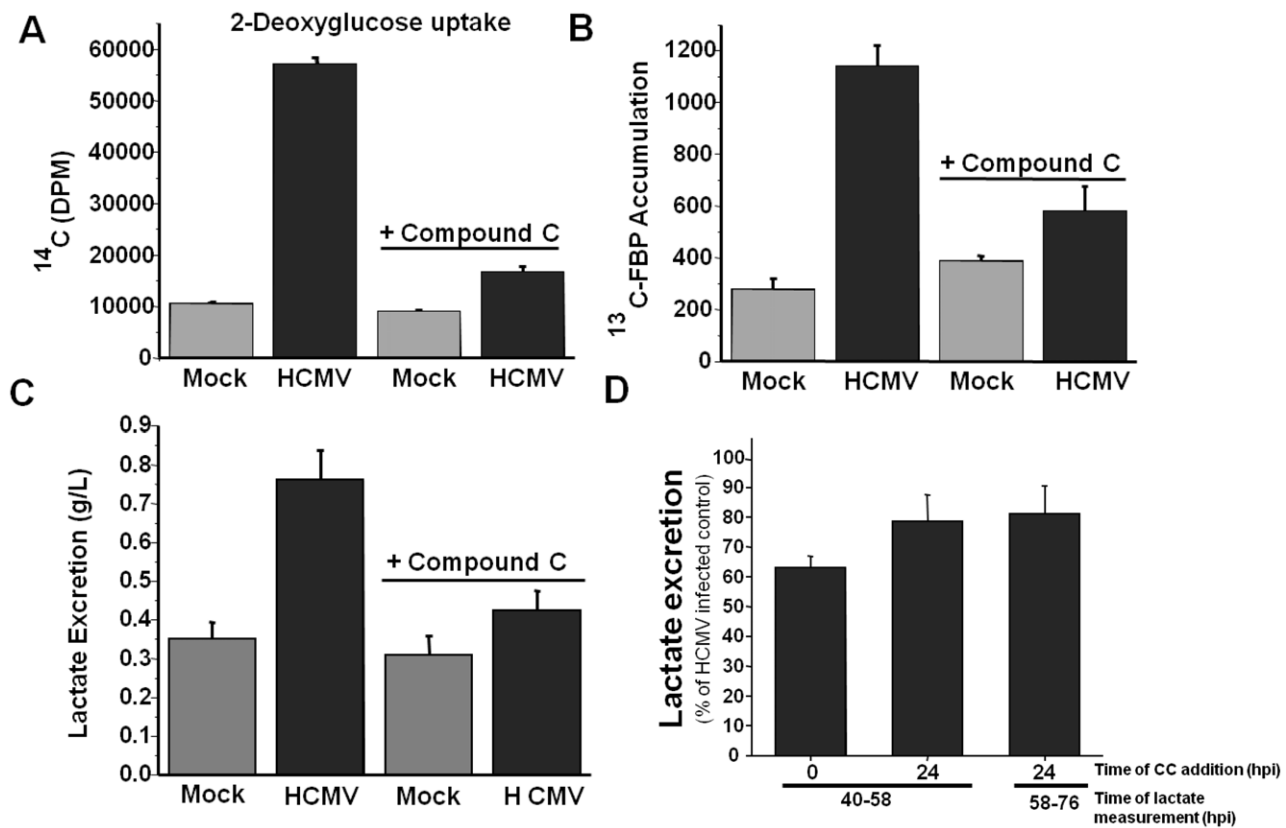 A
2-Deoxyglucose uptake
14C (DPM)
60000
50000
40000
30000
20000
10000
0
+ Compound C
Mock
HCMV
Mock
HCMV
B
13C-FBP Accumulation
1200
1000
800
600
400
200
0
+ Compound C
Mock
HCMV
Mock
HCMV
C
Lactate Excretion (g/L)
0.9
0.8
0.7
0.6
0.5
0.4
0.3
0.2
0.1
0.0
+ Compound C
Mock
HCMV
Mock
H CMV
D
Lactate excretion
(% of HCMV infected control)
100
90
80
70
60
50
40
30
20
10
0
0
24
24
Time of CC addition (hpi)
40-58
58-76
Time of lactate
measurement (hpi)